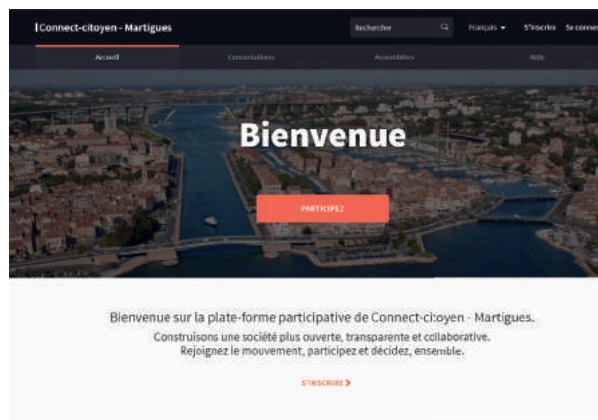 Connect-citoyen - Martigues
Rechercher
Français
S'inscrire
Se connec
Accueil
Concertations
Assemblées
Aide
Bienvenue
PARTICIPEZ
Bienvenue sur la plate-forme participative de Connect-citoyen - Martigues.
Construisons une société plus ouverte, transparente et collaborative.
Rejoignez le mouvement, participez et décidez, ensemble.
S'INSCRIRE